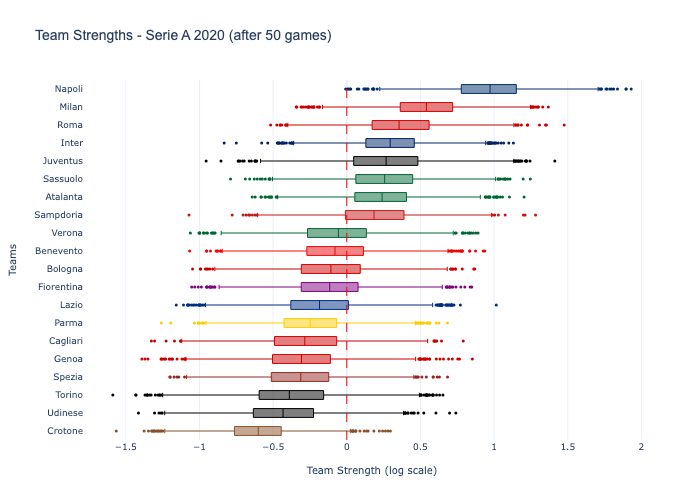 Team Strengths - Serie A 2020 (after 50 games)
Napoli
Milan
Roma
Inter
Juventus
Sassuolo
Atalanta
Sampdoria
Verona
Benevento
Bologna
Fiorentina
Lazio
Parma
Cagliari
Genoa
Spezia
Torino
Udinese
Crotone
Teams
−1.5 −1 −0.5 0 0.5 1 1.5 2
Team Strength (log scale)